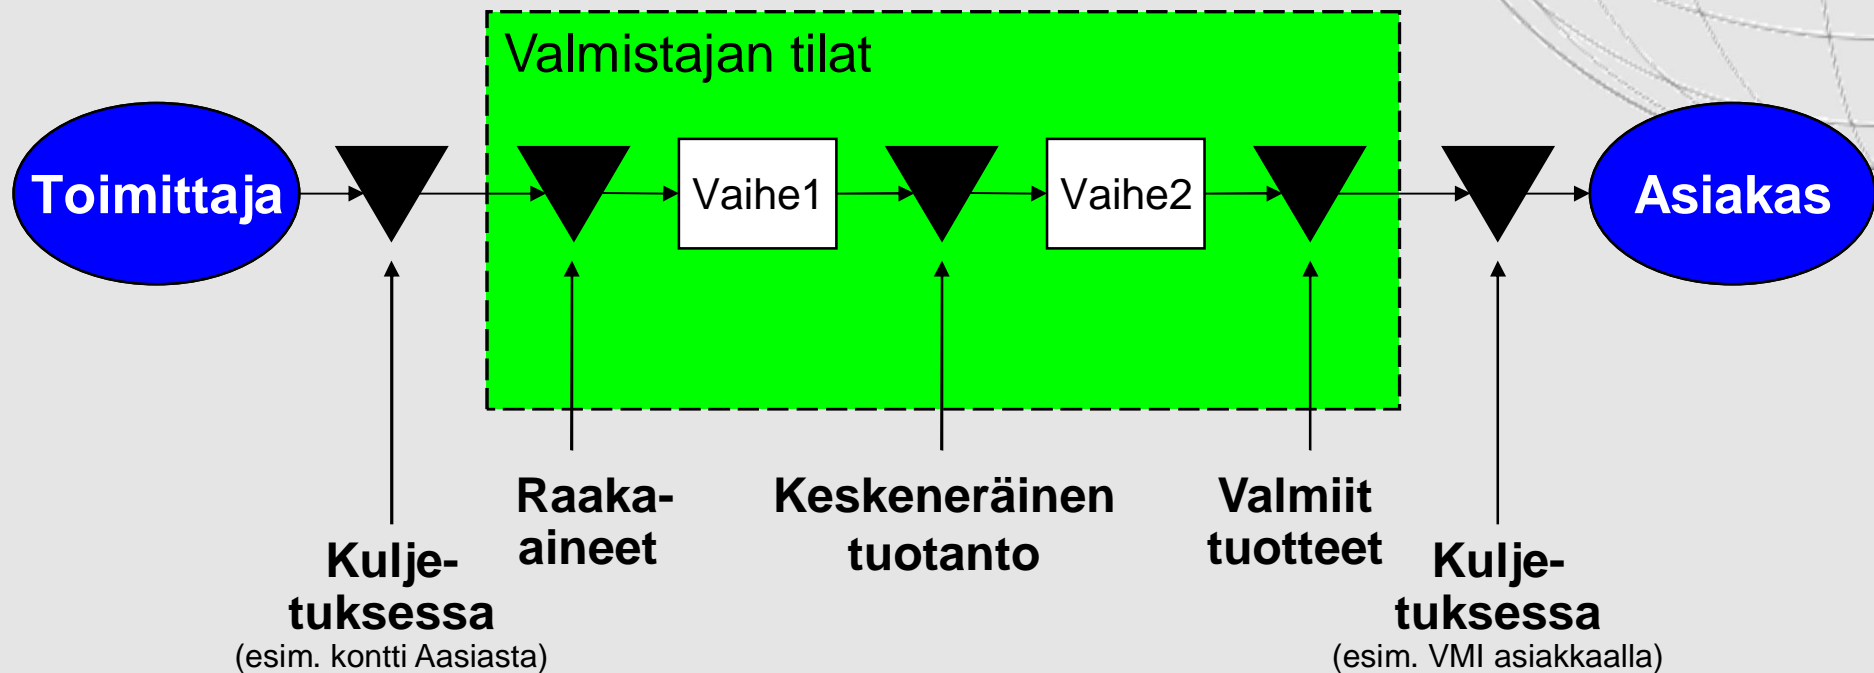 Valmistajan tilat
Toimittaja
Vaihe1
Vaihe2
Asiakas
Raaka-
aineet
Keskeneräinen
tuotanto
Valmiit
tuotteet
Kulje-
tuksessa
(esim. kontti Aasiasta)
Kulje-
tuksessa
(esim. VMI asiakkaalla)